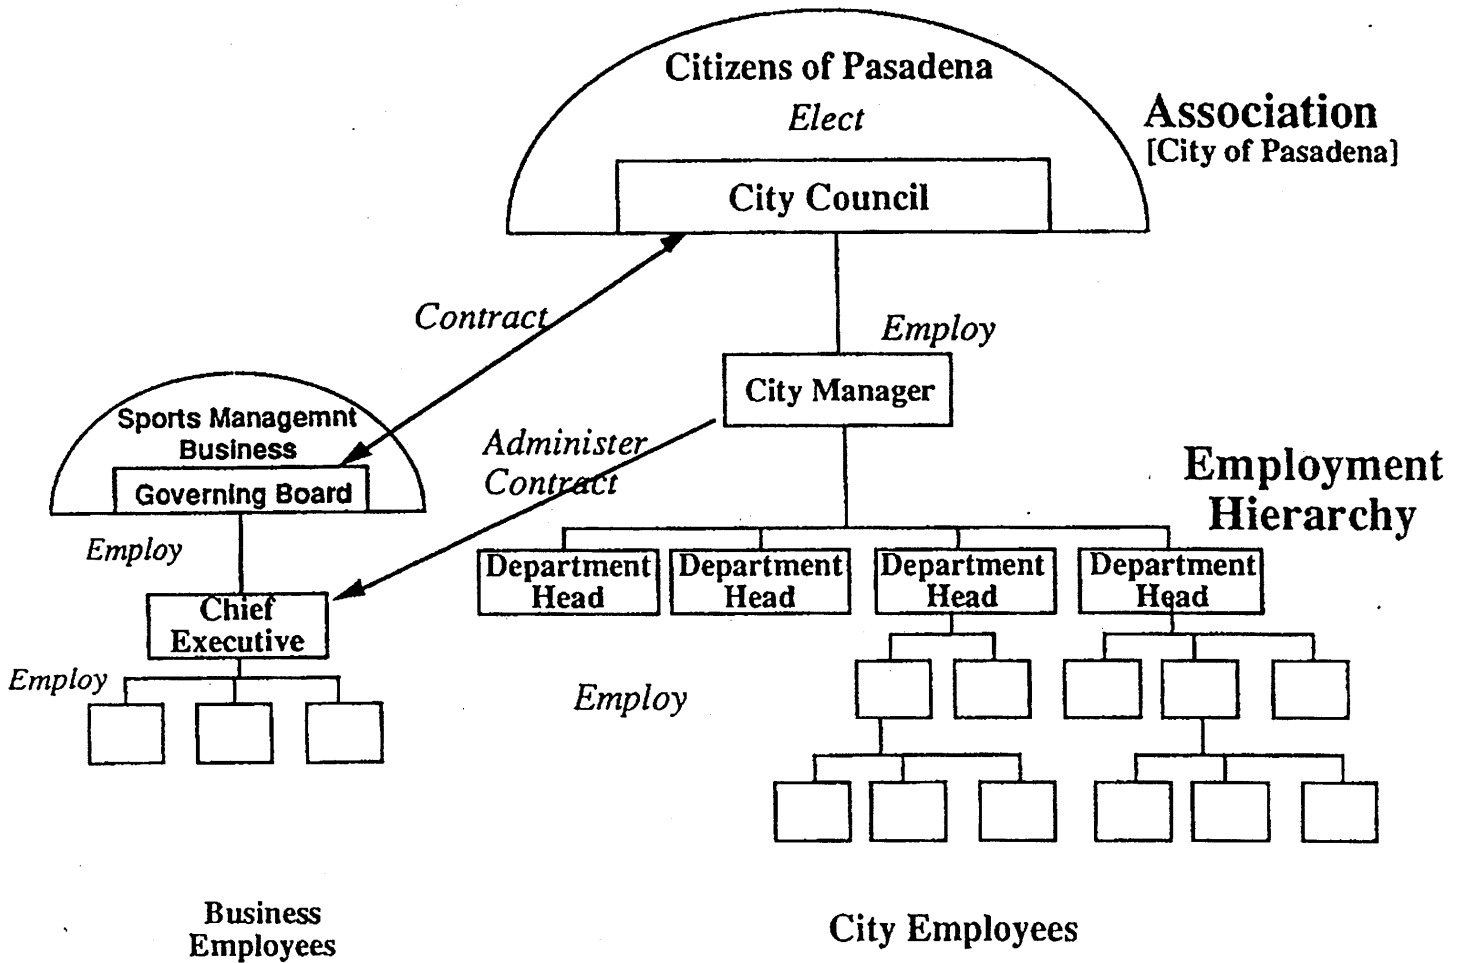 Citizens of Pasadena
Elect
City Council
Association
[City of Pasadena]
Contract
Employ
City Manager
Sports Managemnt
Business
Governing Board
Administer
Contract
Employment
Hierarchy
Employ
Chief
Executive
Department
Head
Department
Head
Department
Head
Department
Head
Employ
Employ
Business
Employees
City Employees